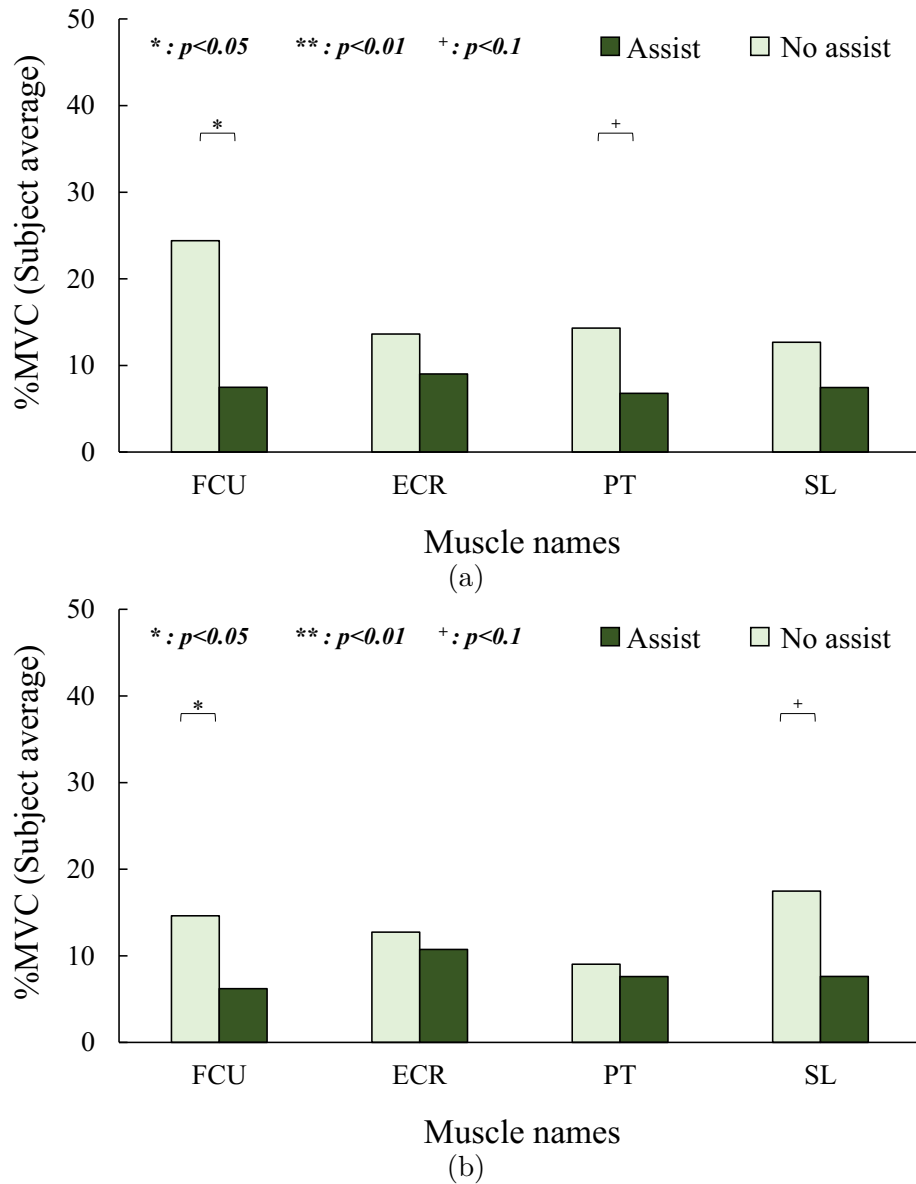 50
* : p<0.05 ** : p<0.01 + : p<0.1 Assist No assist
40
* +
30
20
10
0
%MVC (Subject average)
FCU ECR PT SL
Muscle names
(a)
50
* : p<0.05 ** : p<0.01 + : p<0.1 Assist No assist
40
* +
30
20
10
0
%MVC (Subject average)
FCU ECR PT SL
Muscle names
(b)